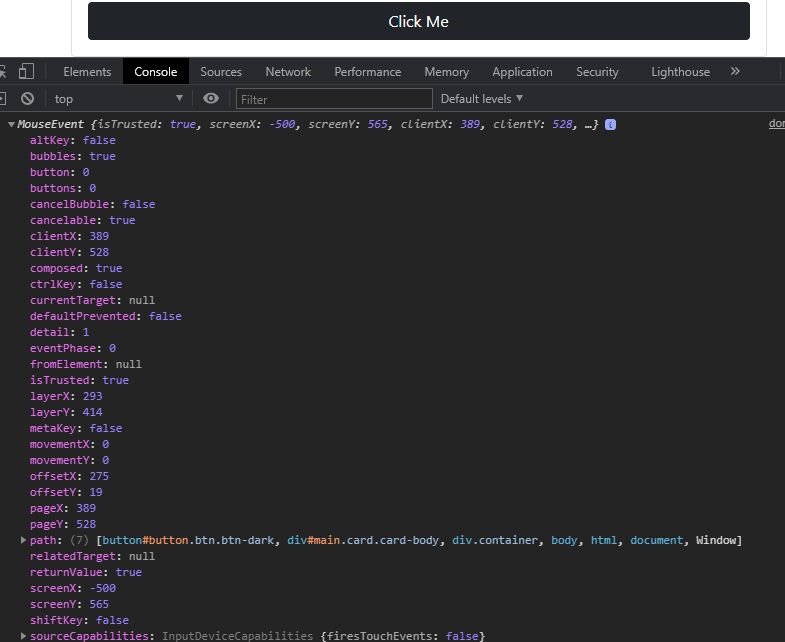 Click Me
Elements Console Sources Network Performance Memory Application Security Lighthouse »
top ▼ Filter Default levels ▼
▼MouseEvent {isTrusted: true, screenX: -500, screenY: 565, clientX: 389, clientY: 528, …} i
altKey: false
bubbles: true
button: 0
buttons: 0
cancelBubble: false
cancelable: true
clientX: 389
clientY: 528
composed: true
ctrlKey: false
currentTarget: null
defaultPrevented: false
detail: 1
eventPhase: 0
fromElement: null
isTrusted: true
layerX: 293
layerY: 414
metaKey: false
movementX: 0
movementY: 0
offsetX: 275
offsetY: 19
pageX: 389
pageY: 528
▶path: (7) [button#button.btn.btn-dark, div#main.card.card-body, div.container, body, html, document, Window]
relatedTarget: null
returnValue: true
screenX: -500
screenY: 565
shiftKey: false
▶sourceCapabilities: InputDeviceCapabilities {firesTouchEvents: false}